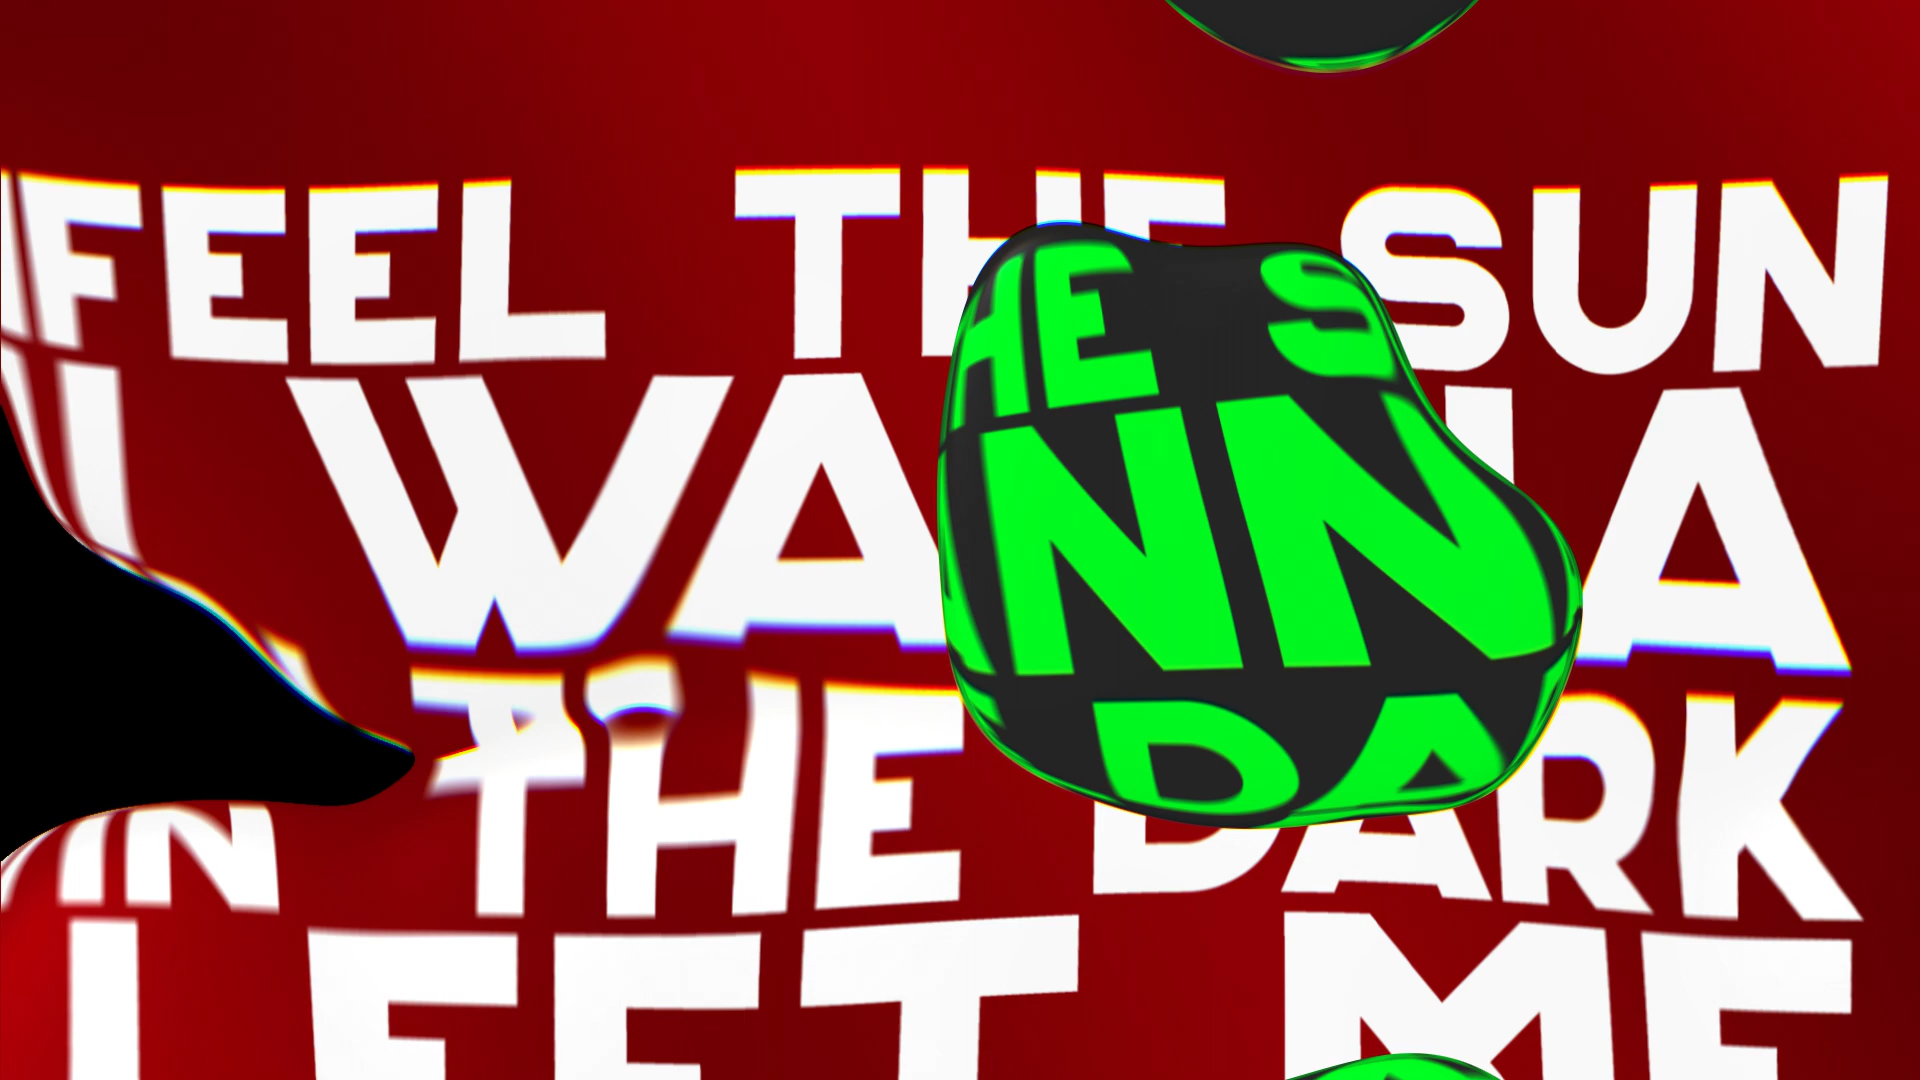 FEEL THE SUN
I WANNA
IN THE DARK
LEFT ME